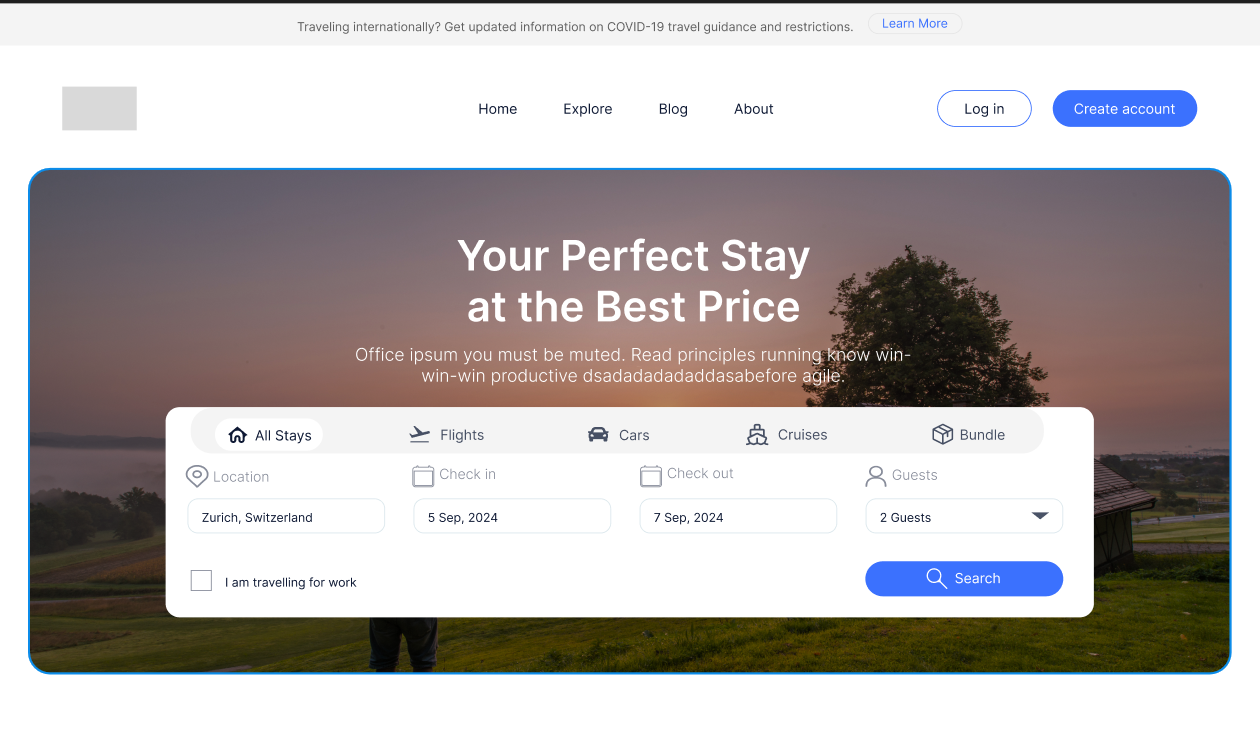 Traveling internationally? Get updated information on COVID-19 travel guidance and restrictions. Learn More
Home Explore Blog About Log in Create account
Your Perfect Stay
at the Best Price
Office ipsum you must be muted. Read principles running know win-
win-win productive dsadadadadaddasabefore agile.
All Stays Flights Cars Cruises Bundle
Location Check in Check out Guests
Zurich, Switzerland 5 Sep, 2024 7 Sep, 2024 2 Guests
I am travelling for work Search